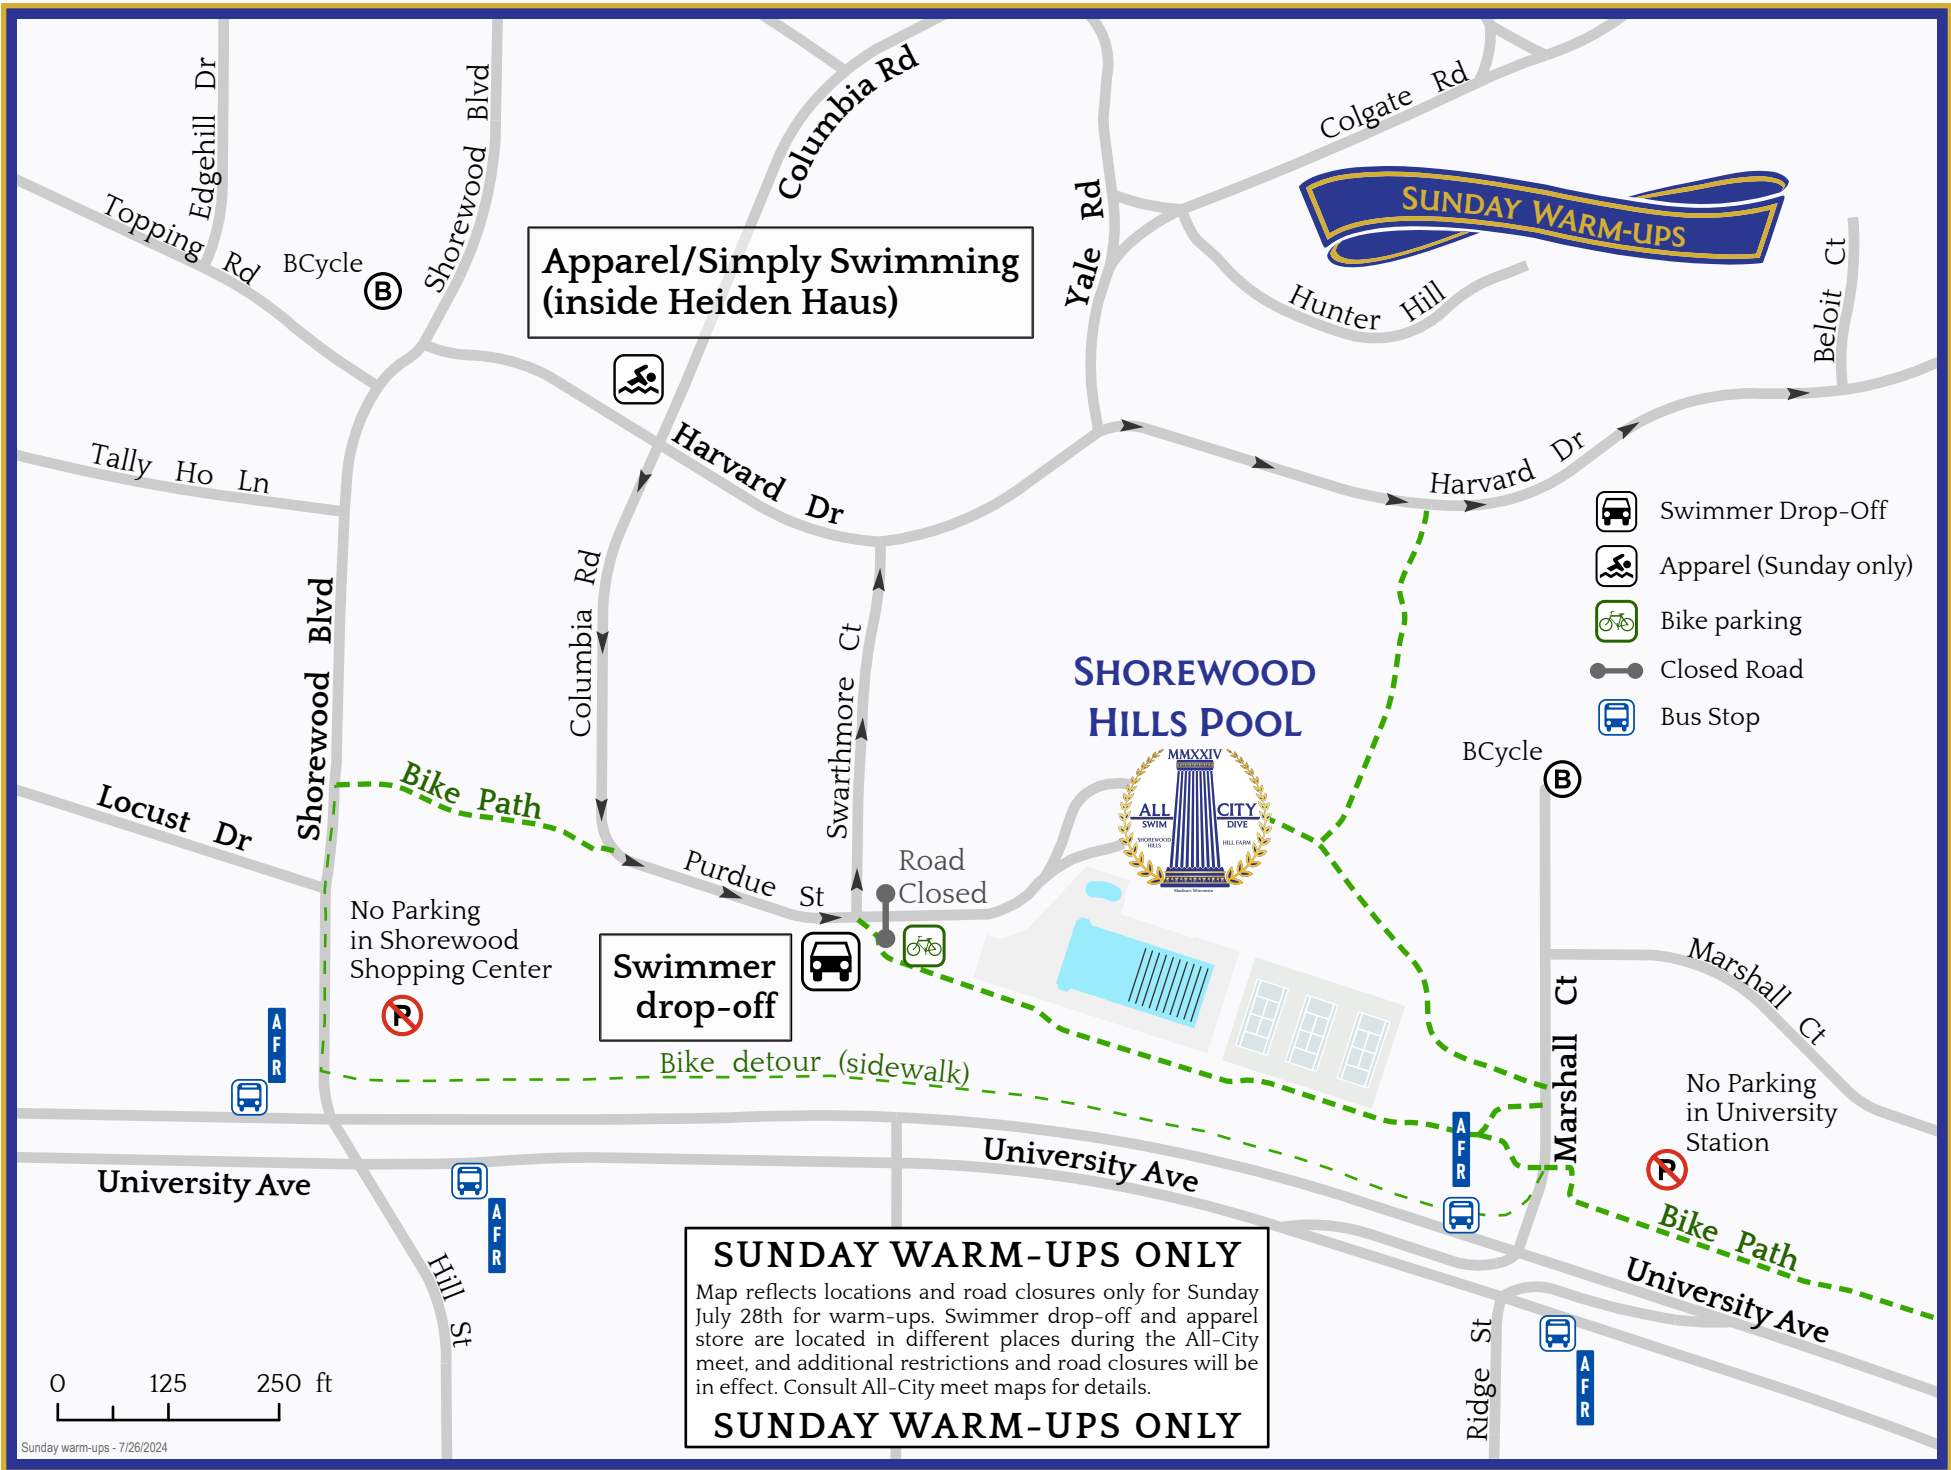 Edgehill Dr
Shorewood Blvd
Columbia Rd
Colgate Rd
Topping Rd
BCycle
B
Yale Rd
SUNDAY WARM-UPS
Apparel/Simply Swimming
(inside Heiden Haus)
Hunter Hill
Beloit Ct
Tally Ho Ln
Harvard Dr
Harvard Dr
Swimmer Drop-Off
Apparel (Sunday only)
Bike parking
Closed Road
Bus Stop
Shorewood Blvd
Columbia Rd
Swarthmore Ct
SHOREWOOD
HILLS POOL
MMXXIV
ALL CITY
SWIM DIVE
SHOREWOOD
HILLS
HILL FARM
Madison, Wisconsin
BCycle
B
Bike Path
Locust Dr
Purdue St
Road
Closed
No Parking
in Shorewood
Shopping Center
P
Swimmer
drop-off
Marshall Ct
Marshall Ct
AFR
Bike detour (sidewalk)
No Parking
in University
Station
P
AFR
University Ave
University Ave
AFR
Bike Path
University Ave
Hill St
Ridge St
AFR
SUNDAY WARM-UPS ONLY
Map reflects locations and road closures only for Sunday
July 28th for warm-ups. Swimmer drop-off and apparel
store are located in different places during the All-City
meet, and additional restrictions and road closures will be
in effect. Consult All-City meet maps for details.
SUNDAY WARM-UPS ONLY
0 125 250 ft
Sunday warm-ups - 7/26/2024